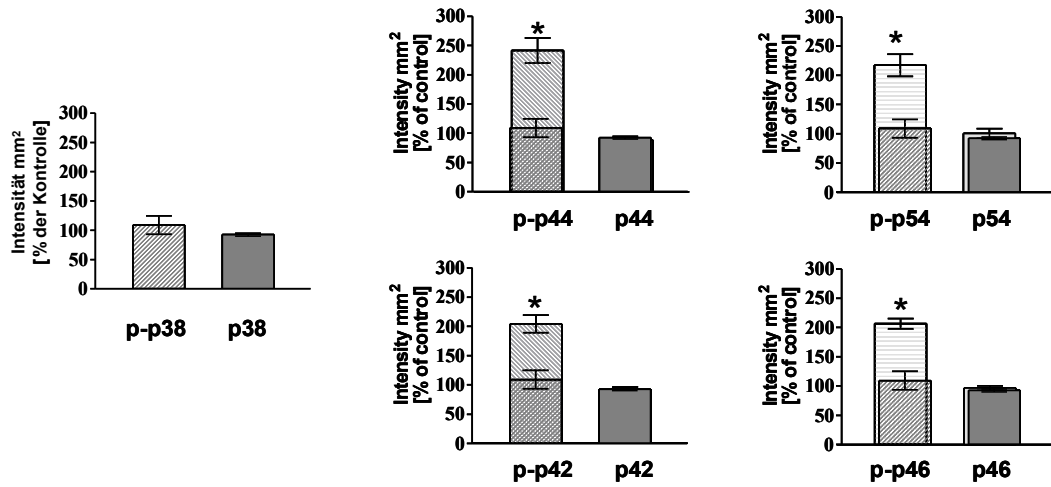 Intensität mm²
[% der Kontrolle]
300
250
200
150
100
50
0
p-p38
p38
Intensity mm²
[% of control]
300
250
200
150
100
50
0
*
p-p44
p44
Intensity mm²
[% of control]
300
250
200
150
100
50
0
*
p-p54
p54
Intensity mm²
[% of control]
300
250
200
150
100
50
0
*
p-p42
p42
Intensity mm²
[% of control]
300
250
200
150
100
50
0
*
p-p46
p46